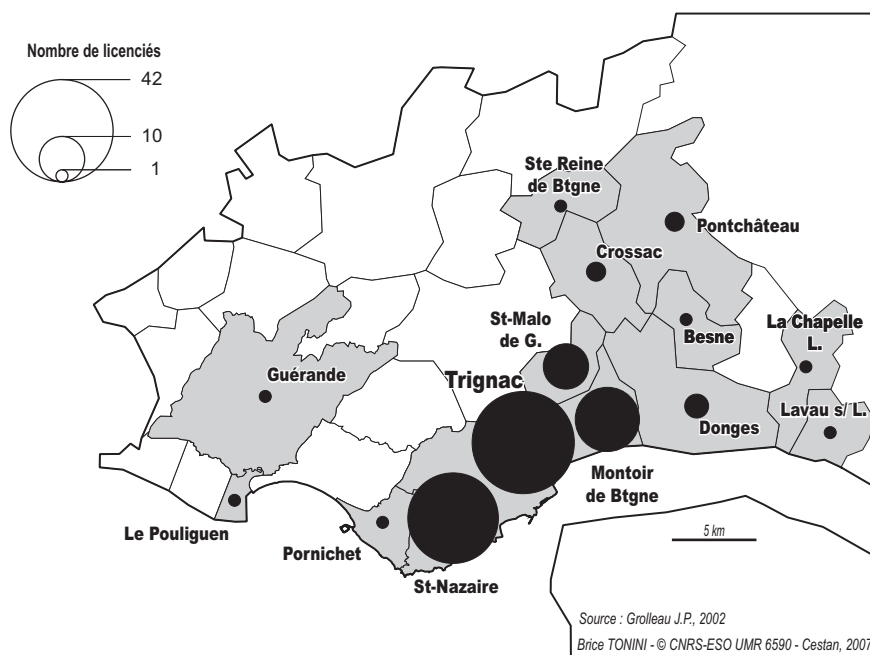 Nombre de licenciés
42
10
1
Ste Reine
de Btgne
Pontchâteau
Crossac
St-Malo
de G.
Besne
La Chapelle
L.
Guérande
Trignac
Donges
Lavau s/ L.
Montoir
de Btgne
Le Pouliguen
Pornichet
St-Nazaire
5 km
Source : Grolleau J.P., 2002
Brice TONINI - © CNRS-ESO UMR 6590 - Cestan, 2007